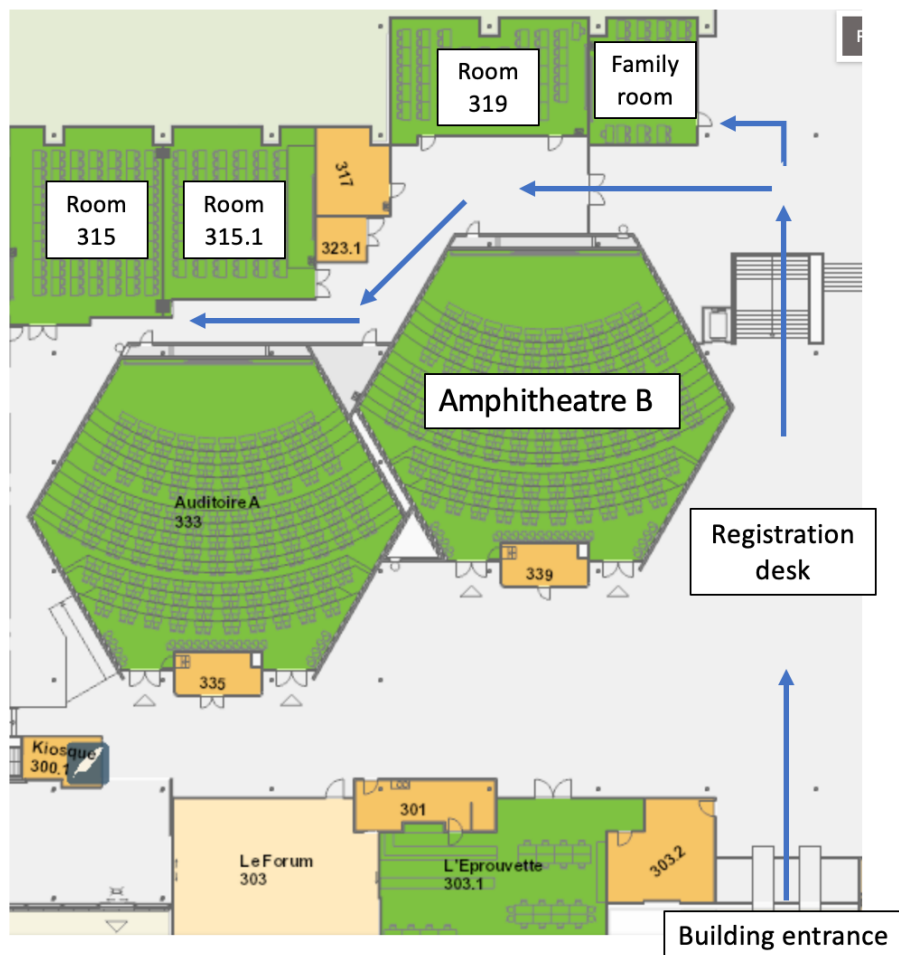 Room
319
Family
room
317
Room
315
Room
315.1
323.1
Amphitheatre B
Auditoire A
333
Registration
desk
339
335
Kiosque
300.1
301
Le Forum
303
L'Eprouvette
303.1
303.2
Building entrance